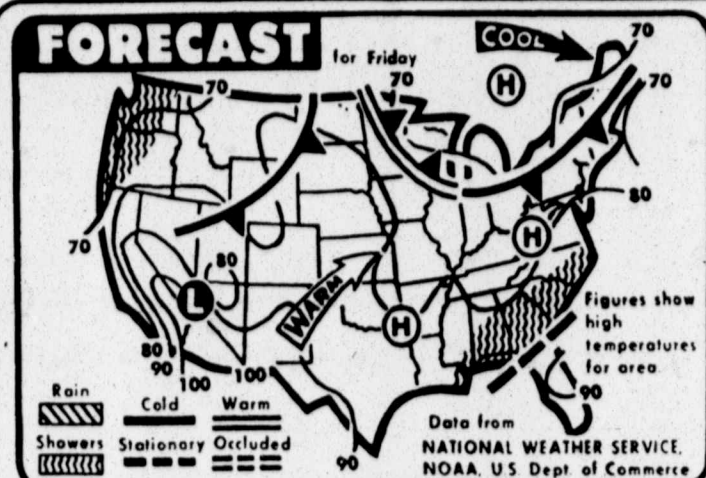 FORECAST for Friday
COOL
70
70
70
70
H
80
70
H
80
L
WARM
H
Figures show
high
temperatures
for area
80
90
100
100
90
90
Rain
Cold
Warm
Showers
Stationary
Occluded
Data from
NATIONAL WEATHER SERVICE,
NOAA, U.S. Dept. of Commerce